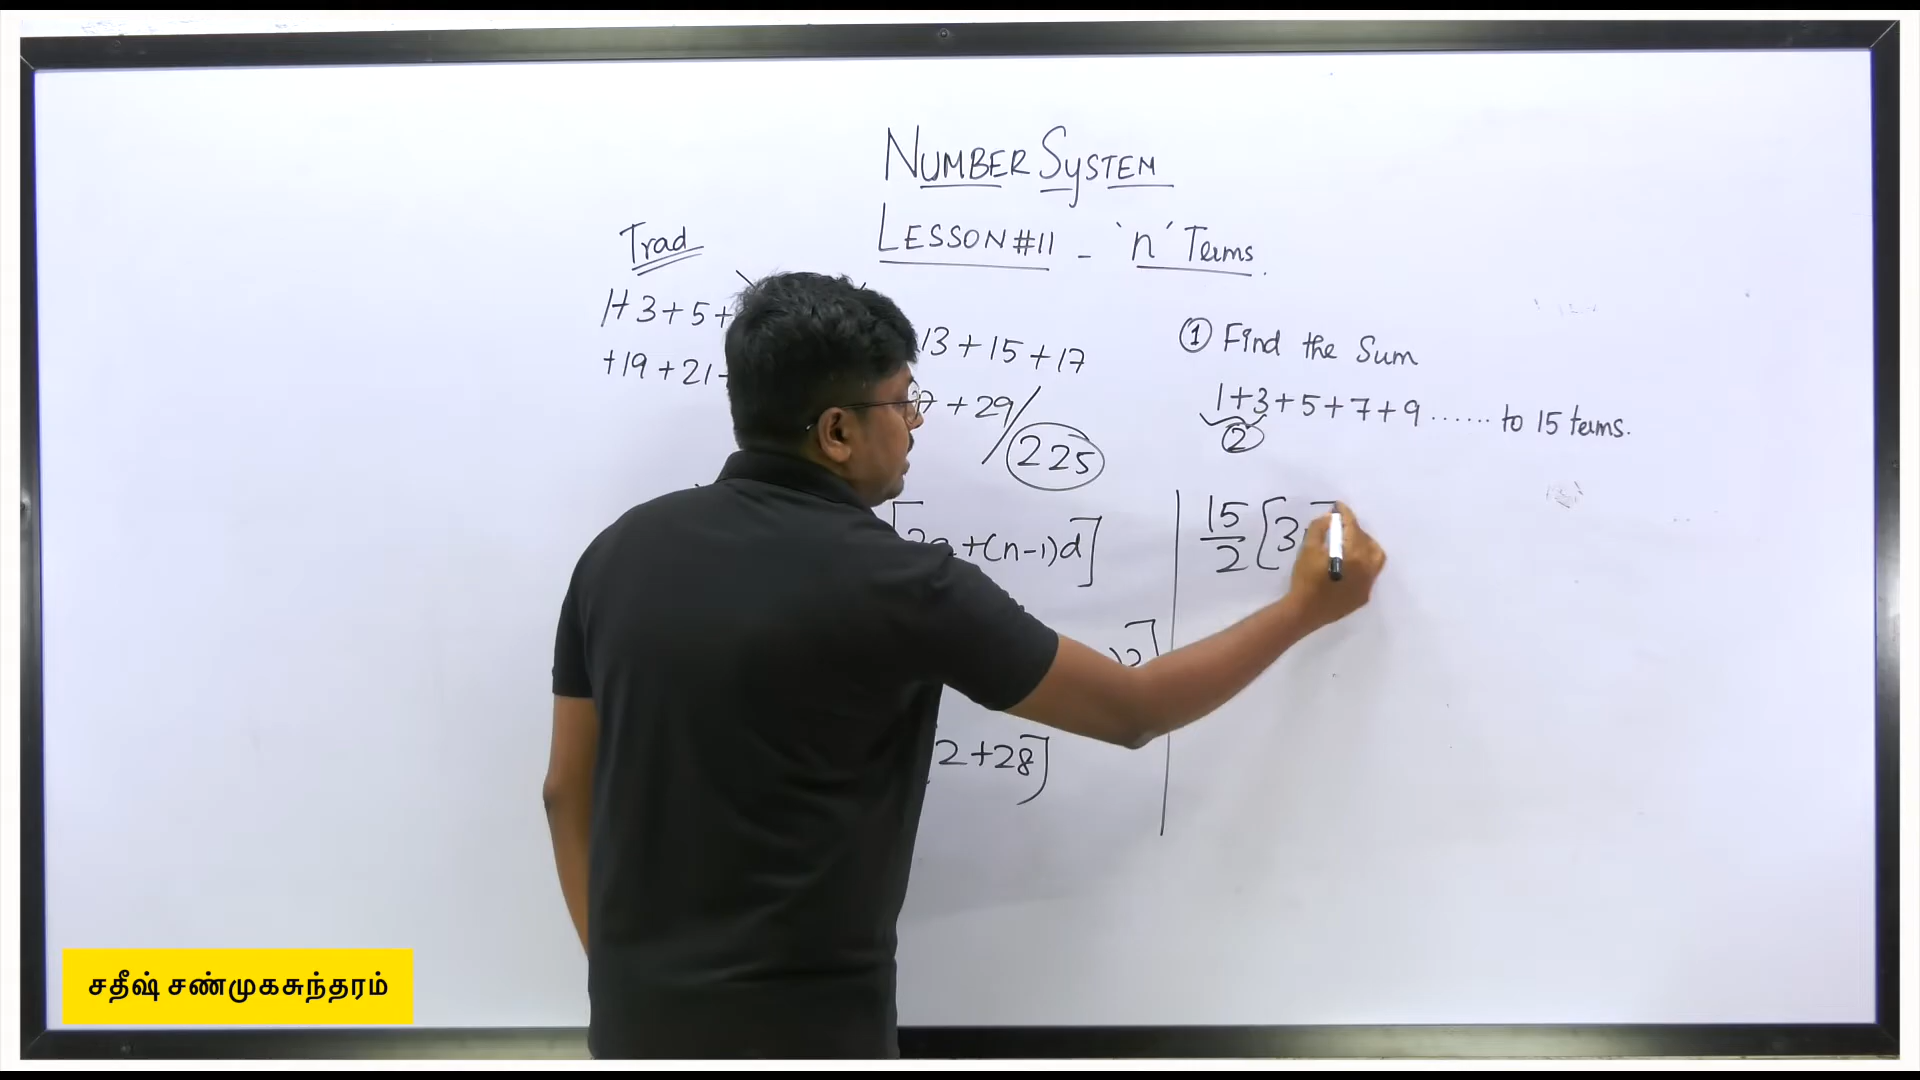 NUMBER SYSTEM
LESSON #11 - 'n' Terms.
Trad
1+3+5+
13+15+17
+19+21+
+29
225
2a+(n-1)d]
2+28]
① Find the Sum
1+3+5+7+9 ...... to 15 terms.
②
15/2 [3
சதீஷ் சண்முகசுந்தரம்